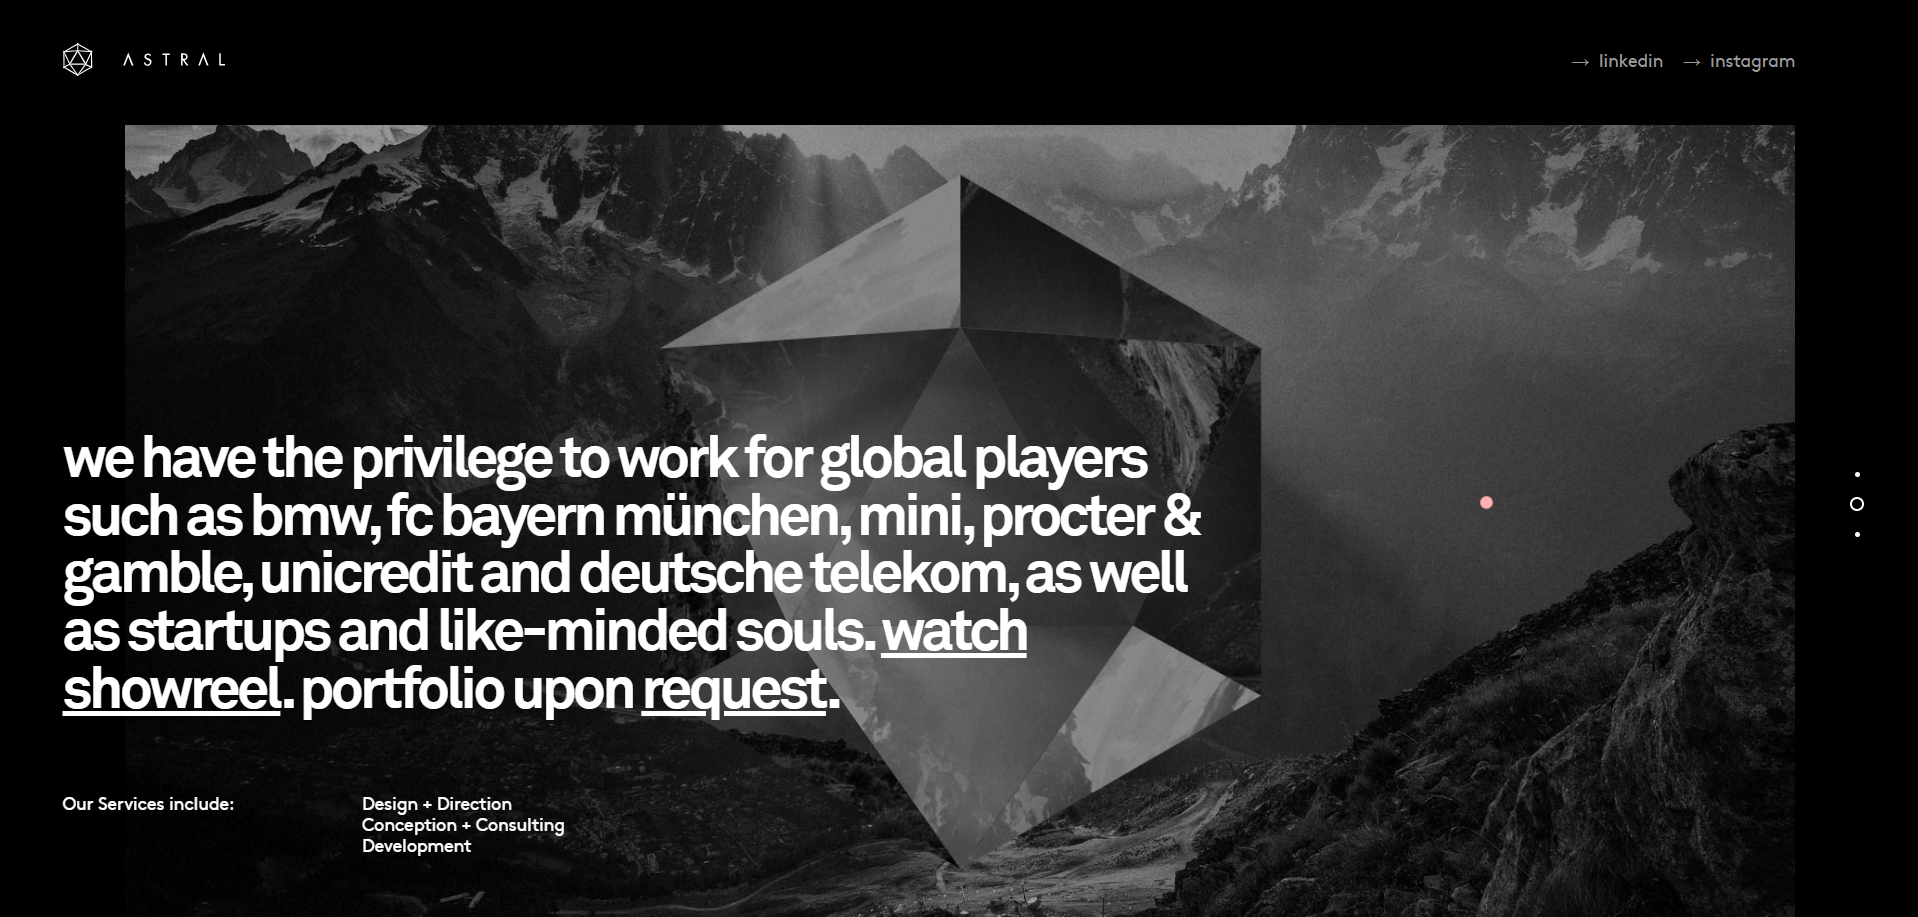 ASTRAL
→ linkedin → instagram
we have the privilege to work for global players
such as bmw, fc bayern münchen, mini, procter &
gamble, unicredit and deutsche telekom, as well
as startups and like-minded souls. watch
showreel. portfolio upon request.
Our Services include:
Design + Direction
Conception + Consulting
Development